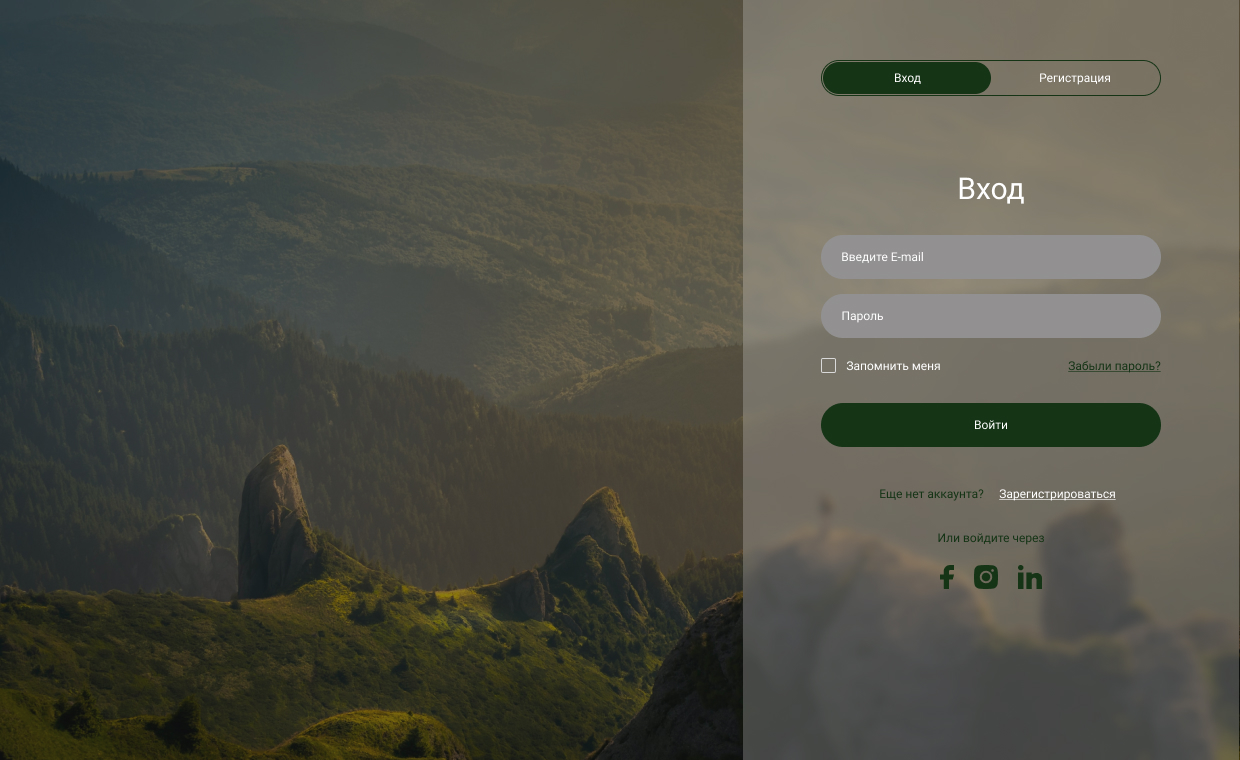 Вход Регистрация
Вход
Введите E-mail
Пароль
Запомнить меня Забыли пароль?
Войти
Еще нет аккаунта? Зарегистрироваться
Или войдите через